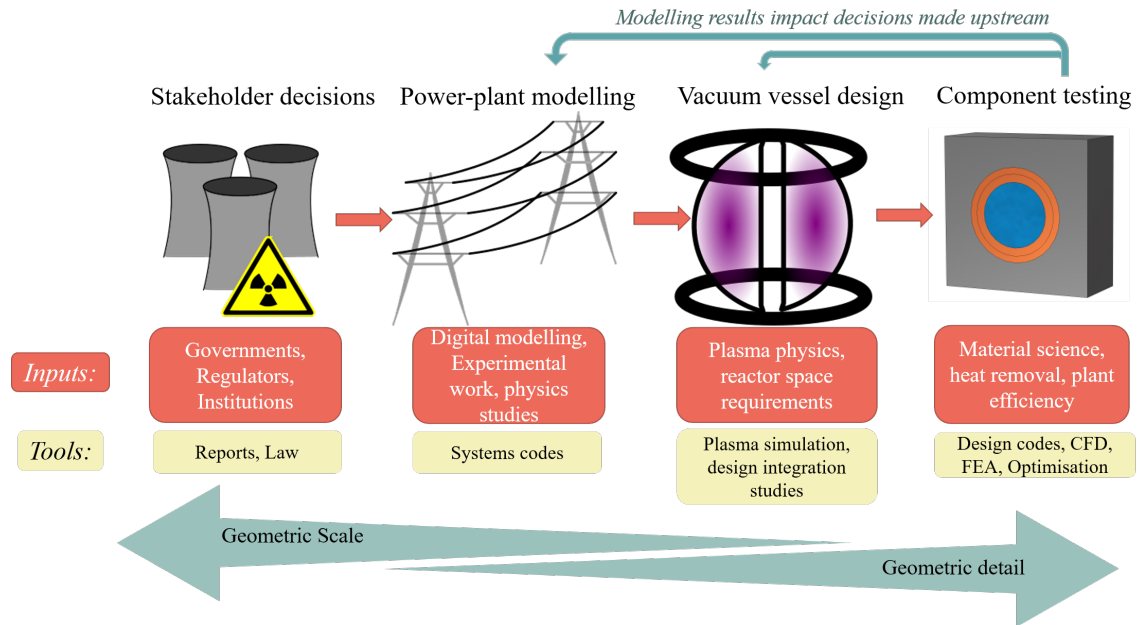 Modelling results impact decisions made upstream
Stakeholder decisions
Power-plant modelling
Vacuum vessel design
Component testing
Inputs:
Governments,
Regulators,
Institutions
Digital modelling,
Experimental
work, physics
studies
Plasma physics,
reactor space
requirements
Material science,
heat removal, plant
efficiency
Tools:
Reports, Law
Systems codes
Plasma simulation,
design integration
studies
Design codes, CFD,
FEA, Optimisation
Geometric Scale
Geometric detail